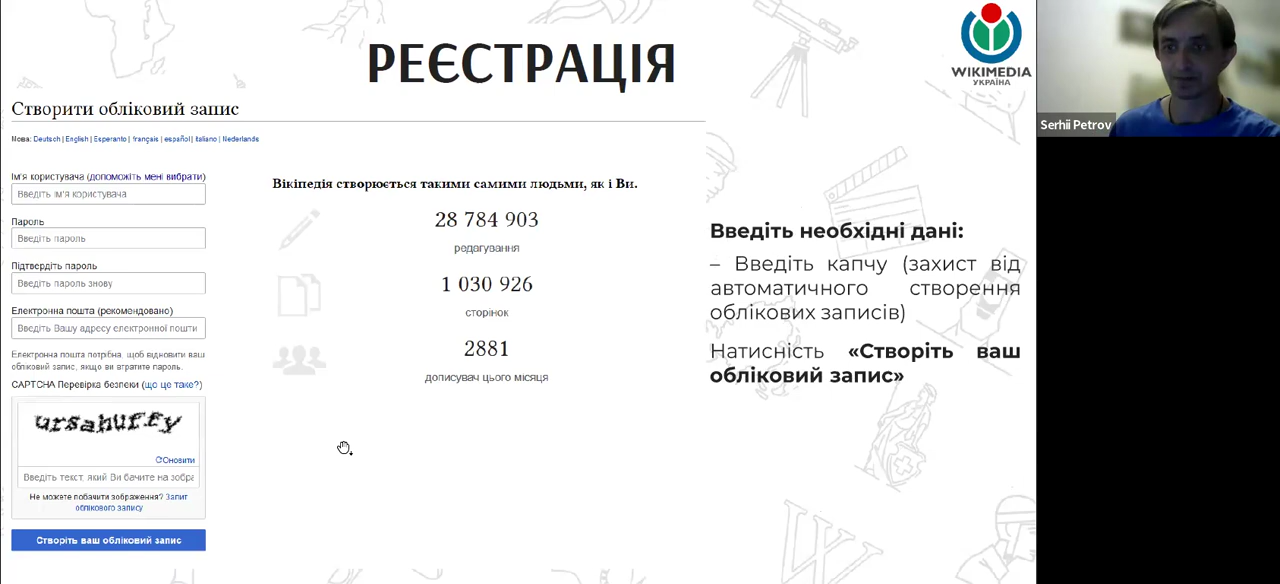 РЕЄСТРАЦІЯ
WIKIMEDIA
УКРАЇНА
Serhii Petrov
Створити обліковий запис
Мова: Deutsch | English | Esperanto | français | español | italiano | Nederlands
Ім'я користувача (допоможіть мені вибрати)
Введіть ім'я користувача
Пароль
Введіть пароль
Підтвердіть пароль
Введіть пароль знову
Електронна пошта (рекомендовано)
Введіть Вашу адресу електронної пошти
Електронна пошта потрібна, щоб відновити ваш
обліковий запис, якщо ви втратите пароль.
CAPTCHA Перевірка безпеки (що це таке?)
ursahuffy
Оновити
Введіть текст, який Ви бачите на зобра
Не можете побачити зображення? Запит
облікового запису
Створіть ваш обліковий запис
Вікіпедія створюється такими самими людьми, як і Ви.
28 784 903
редагування
1 030 926
сторінок
2881
дописувач цього місяця
Введіть необхідні дані:
– Введіть капчу (захист від
автоматичного створення
облікових записів)
Натисність «Створіть ваш
обліковий запис»